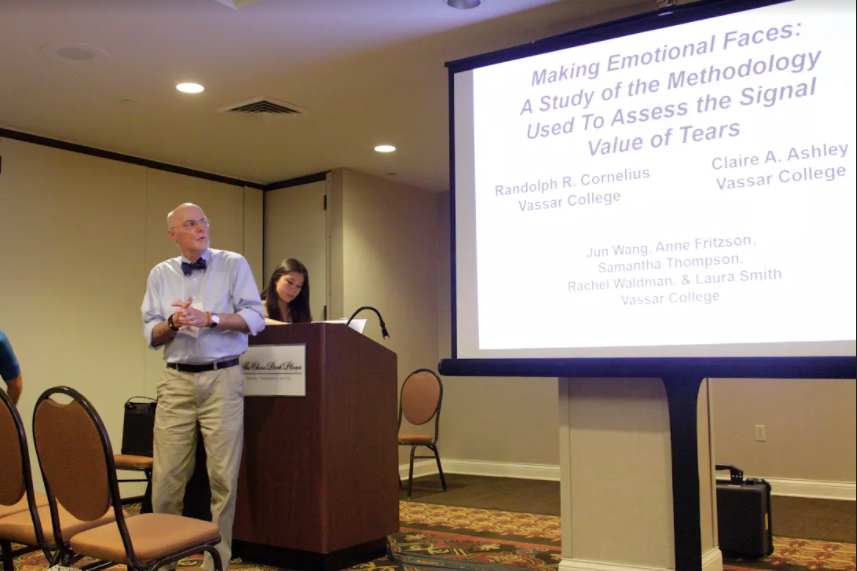 Making Emotional Faces:
A Study of the Methodology
Used To Assess the Signal
Value of Tears
Randolph R. Cornelius
Vassar College
Claire A. Ashley
Vassar College
Jun Wang, Anne Fritzson,
Samantha Thompson,
Rachel Waldman, & Laura Smith
Vassar College